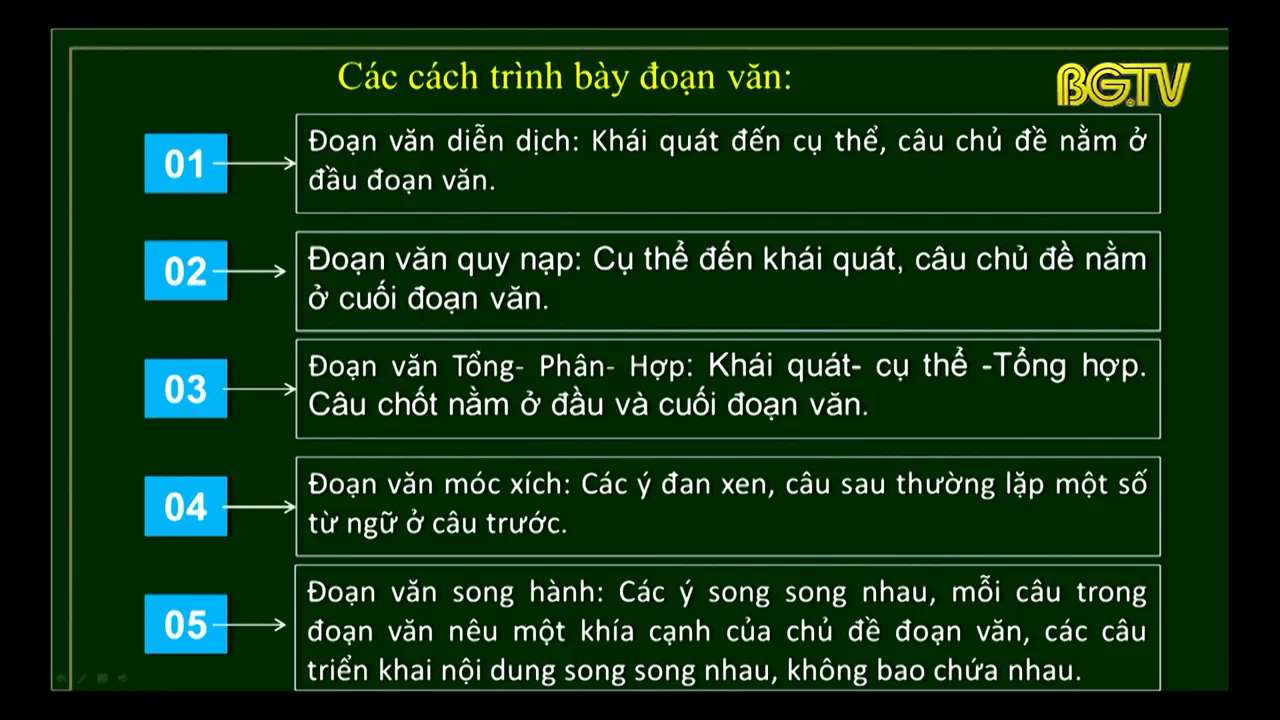 Các cách trình bày đoạn văn:
BGTV
01
Đoạn văn diễn dịch: Khái quát đến cụ thể, câu chủ đề nằm ở
đầu đoạn văn.
02
Đoạn văn quy nạp: Cụ thể đến khái quát, câu chủ đề nằm
ở cuối đoạn văn.
03
Đoạn văn Tổng- Phân- Hợp: Khái quát- cụ thể -Tổng hợp.
Câu chốt nằm ở đầu và cuối đoạn văn.
04
Đoạn văn móc xích: Các ý đan xen, câu sau thường lặp một số
từ ngữ ở câu trước.
05
Đoạn văn song hành: Các ý song song nhau, mỗi câu trong
đoạn văn nêu một khía cạnh của chủ đề đoạn văn, các câu
triển khai nội dung song song nhau, không bao chứa nhau.